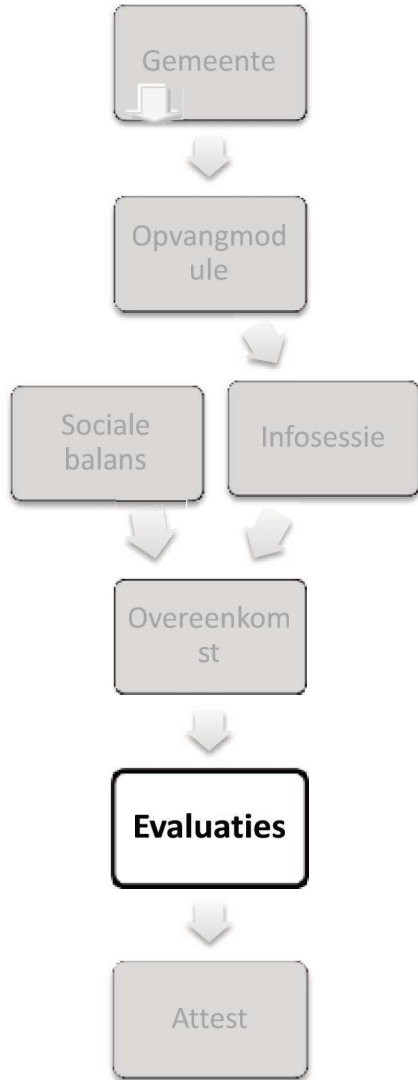 Gemeente
Opvangmod
ule
Sociale
balans
Infosessie
Overeenkom
st
Evaluaties
Attest